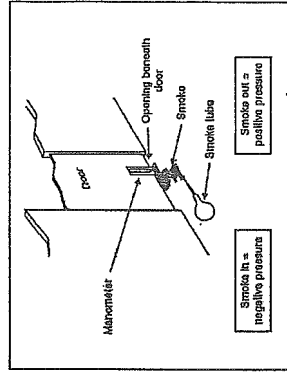 Door
Manometer
Opening beneath
door
Smoke
Smoke tube
Smoke in =
negative pressure
Smoke out =
positive pressure